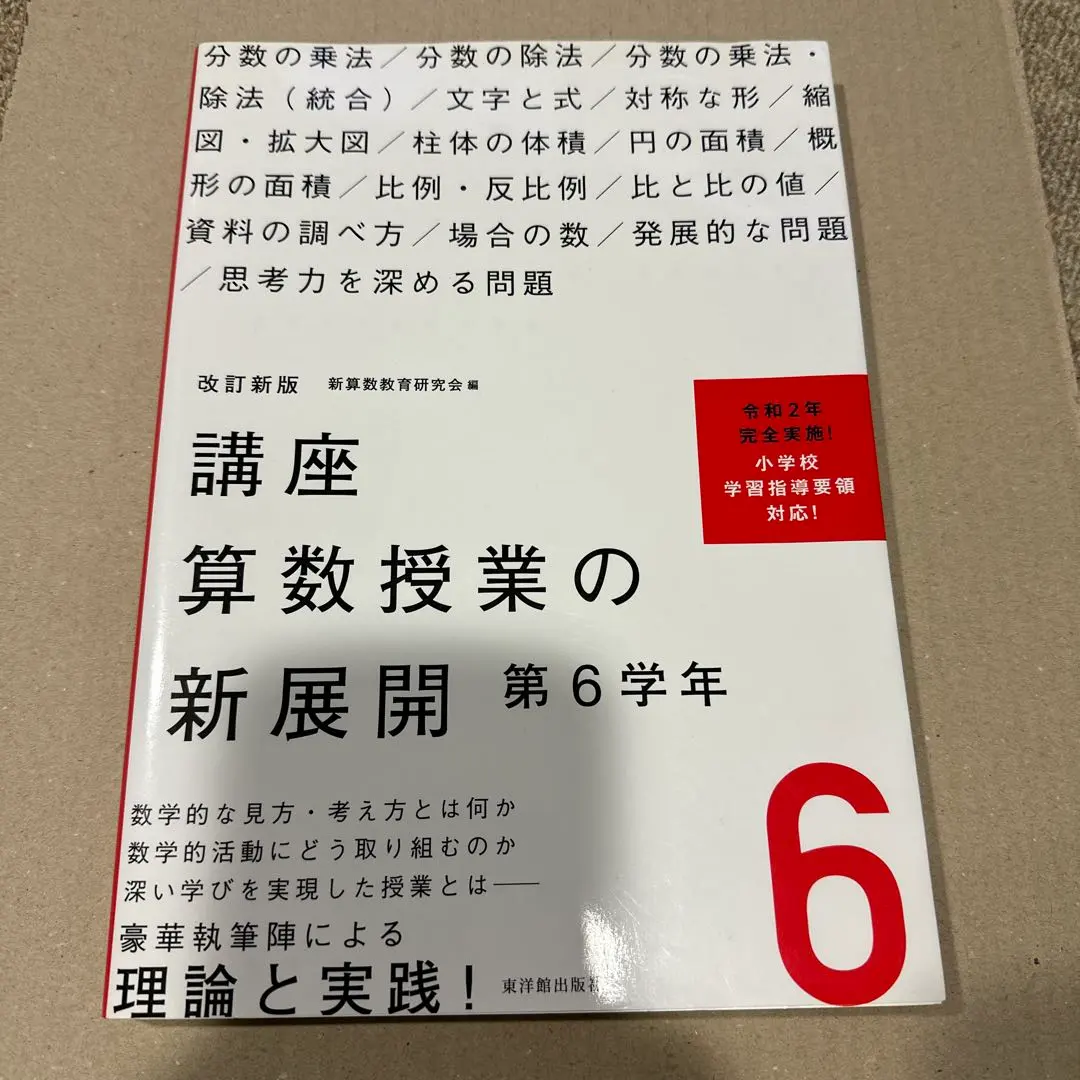 分数の乗法／分数の除法／分数の乗法・
除法（統合）／文字と式／対称な形／縮
図・拡大図／柱体の体積／円の面積／概
形の面積／比例・反比例／比と比の値／
資料の調べ方／場合の数／発展的な問題
／思考力を深める問題
改訂新版 新算数教育研究会 編
令和2年
完全実施！
小学校
学習指導要領
対応！
講座
算数授業の
新展開 第6学年
6
数学的な見方・考え方とは何か
数学的活動にどう取り組むのか
深い学びを実現した授業とは――
豪華執筆陣による
理論と実践！ 東洋館出版社